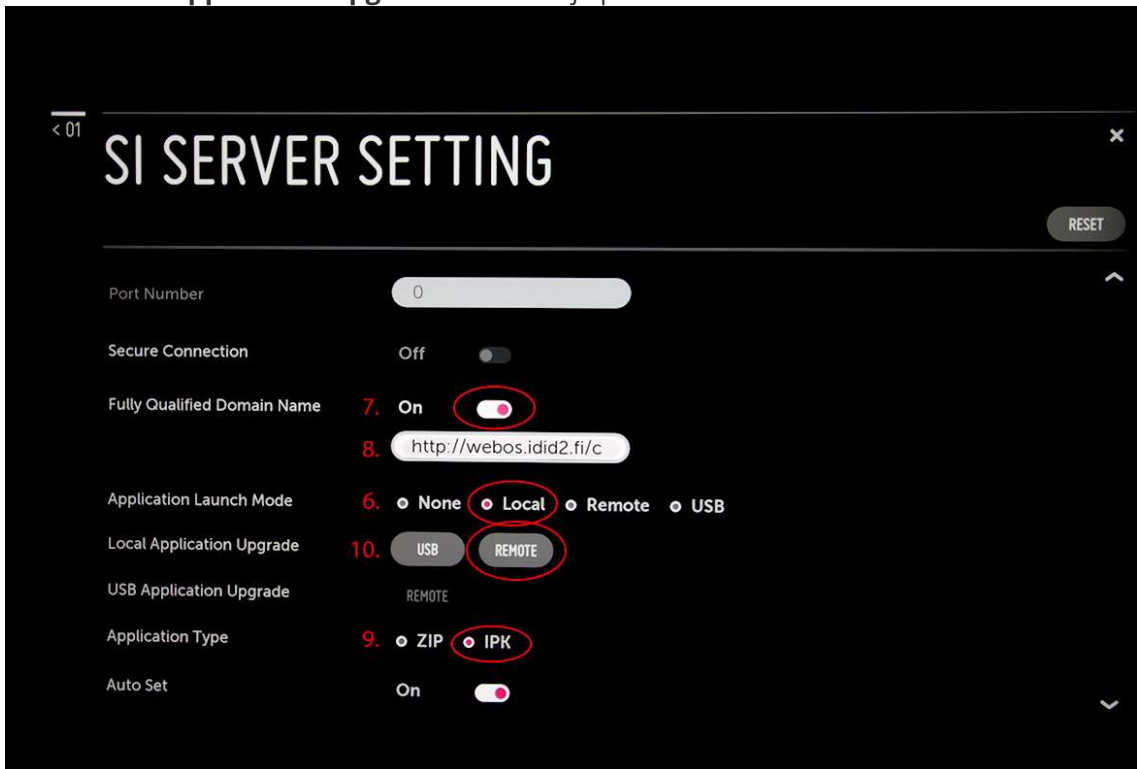 < 01
SI SERVER SETTING
×
RESET
Port Number 0
Secure Connection Off
Fully Qualified Domain Name 7. On
8. http://webos.idid2.fi/c
Application Launch Mode 6. None Local Remote USB
Local Application Upgrade 10. USB REMOTE
USB Application Upgrade REMOTE
Application Type 9. ZIP IPK
Auto Set On